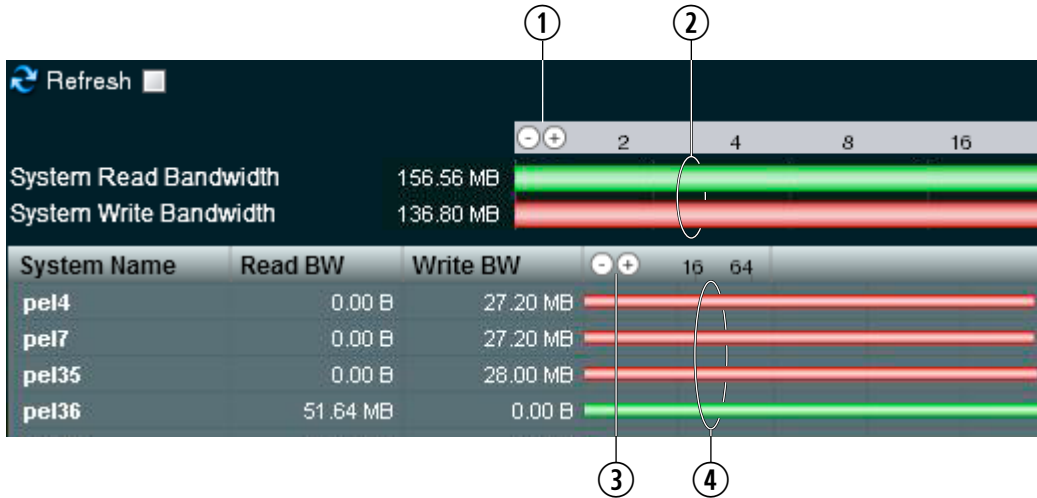 1 2
Refresh
- + 2 4 8 16
System Read Bandwidth 156.56 MB
System Write Bandwidth 136.80 MB
System Name Read BW Write BW - + 16 64
pel4 0.00 B 27.20 MB
pel7 0.00 B 27.20 MB
pel35 0.00 B 28.00 MB
pel36 51.64 MB 0.00 B
3 4